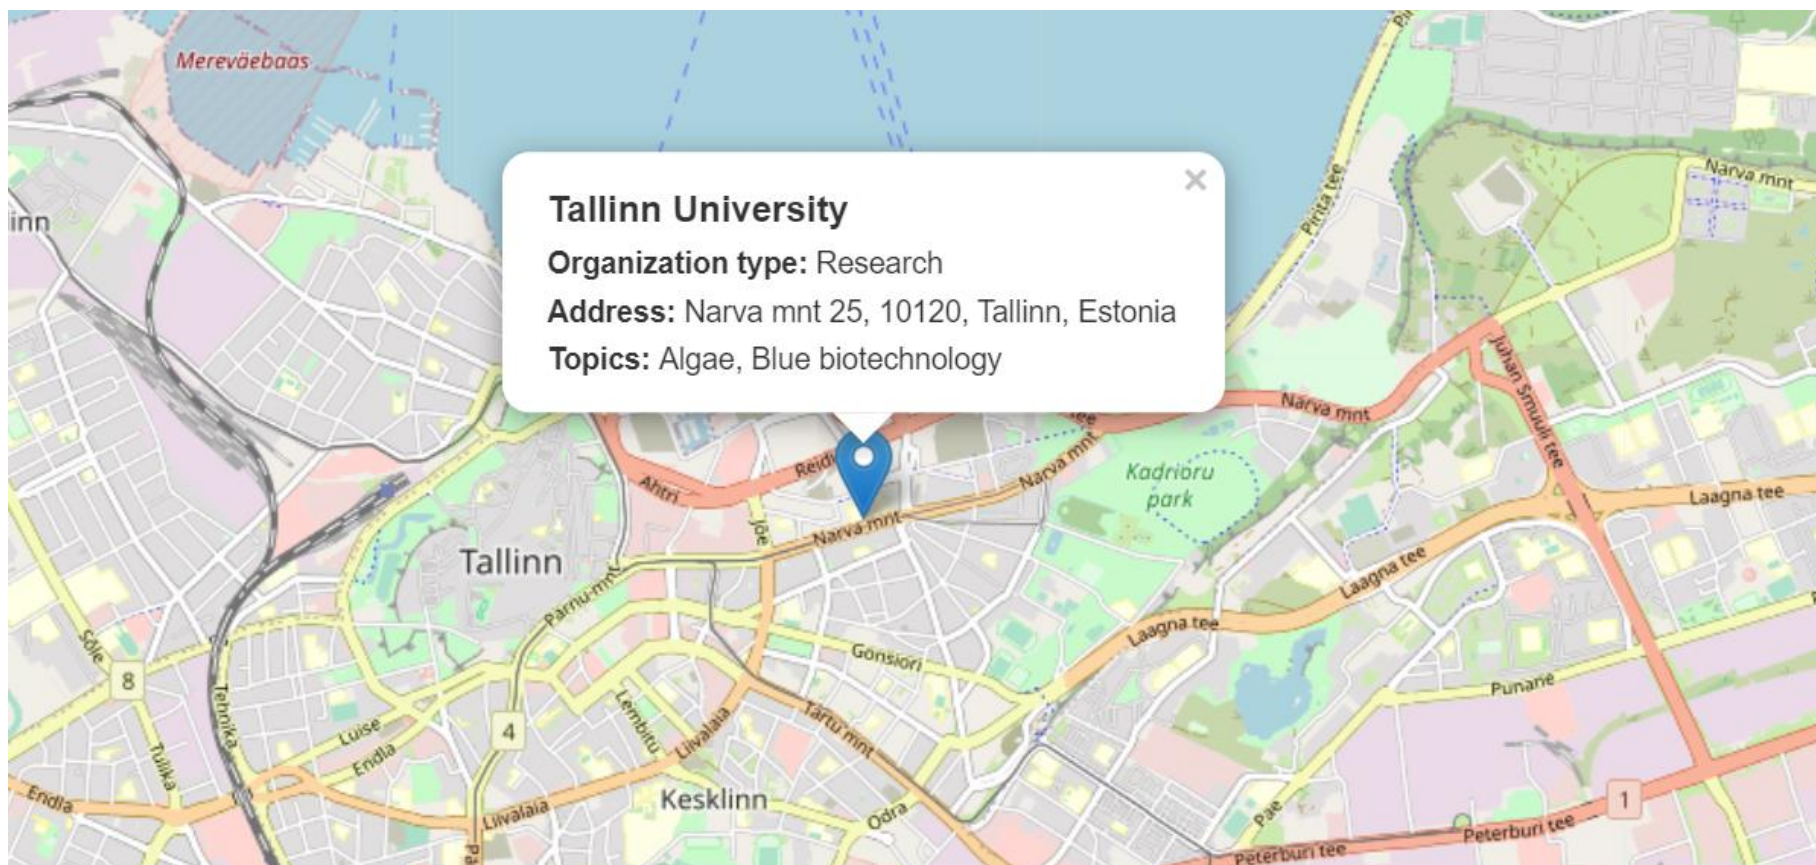 Mereväebaas
Pirita tee
Narva mnt
inn
×
Tallinn University
Organization type: Research
Address: Narva mnt 25, 10120, Tallinn, Estonia
Topics: Algae, Blue biotechnology
tee
Narva mnt
Juhan Smuuli tee
Reidi
Ahtri
Narva mnt
Kadrioru
park
Laagna tee
Jõe
Narva mnt
Tallinn
Laagna tee
Pärnu mnt
Laagna tee
Sõle
Gonsiori
8
Tehnika
Punane
Lembitu
Luise
4
Liivalaia
Tartu mnt
Tulika
Endla
Endla
Kesklinn
1
Liivalaia
Odra
Pae
Peterburi tee
Peterburi tee